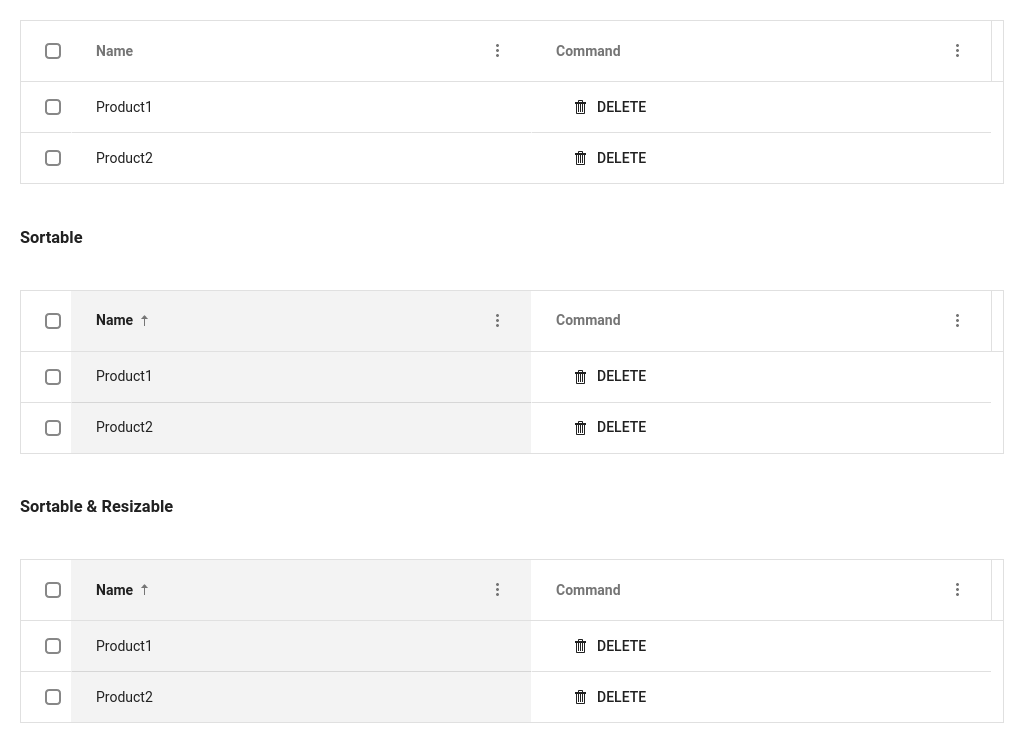 Name Command
Product1 DELETE
Product2 DELETE
Sortable
Name Command
Product1 DELETE
Product2 DELETE
Sortable & Resizable
Name Command
Product1 DELETE
Product2 DELETE